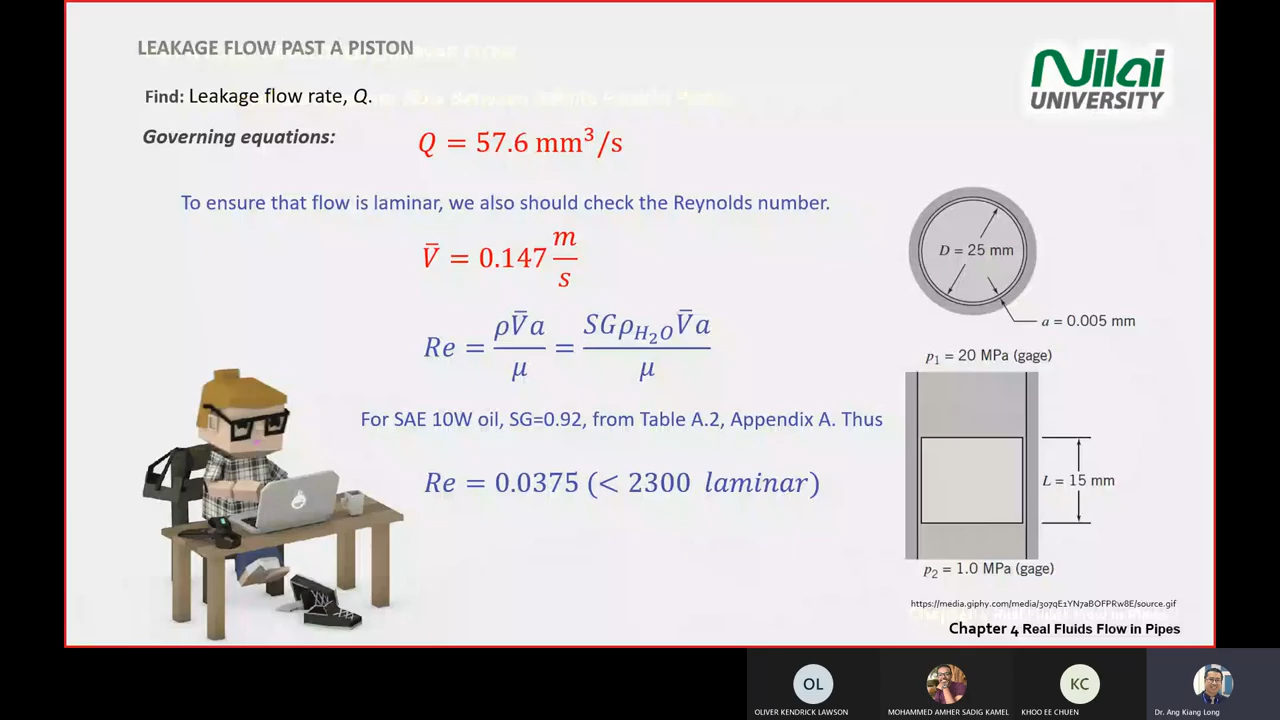 LEAKAGE FLOW PAST A PISTON
Nilai
UNIVERSITY
Find: Leakage flow rate, Q.
Governing equations:
Q = 57.6 mm³/s
To ensure that flow is laminar, we also should check the Reynolds number.
V̄ = 0.147 m/s
Re = ρV̄a/μ = SGρH₂OV̄a/μ
For SAE 10W oil, SG=0.92, from Table A.2, Appendix A. Thus
Re = 0.0375 (< 2300 laminar)
D = 25 mm
a = 0.005 mm
p₁ = 20 MPa (gage)
L = 15 mm
p₂ = 1.0 MPa (gage)
https://media.giphy.com/media/3o7qE1YN7aBOFPRw8E/source.gif
Chapter 4 Real Fluids Flow in Pipes
OL
KC
OLIVER KENDRICK LAWSON
MOHAMMED AMHER SADIG KAMEL
KHOO EE CHUEN
Dr. Ang Kiang Long